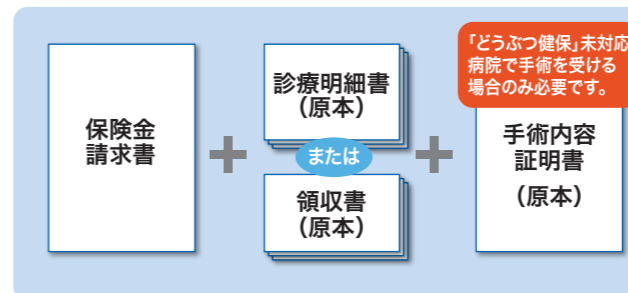 保険金
請求書
＋
診療明細書
（原本）
または
領収書
（原本）
＋
「どうぶつ健保」未対応
病院で手術を受ける
場合のみ必要です。
手術内容
証明書
（原本）